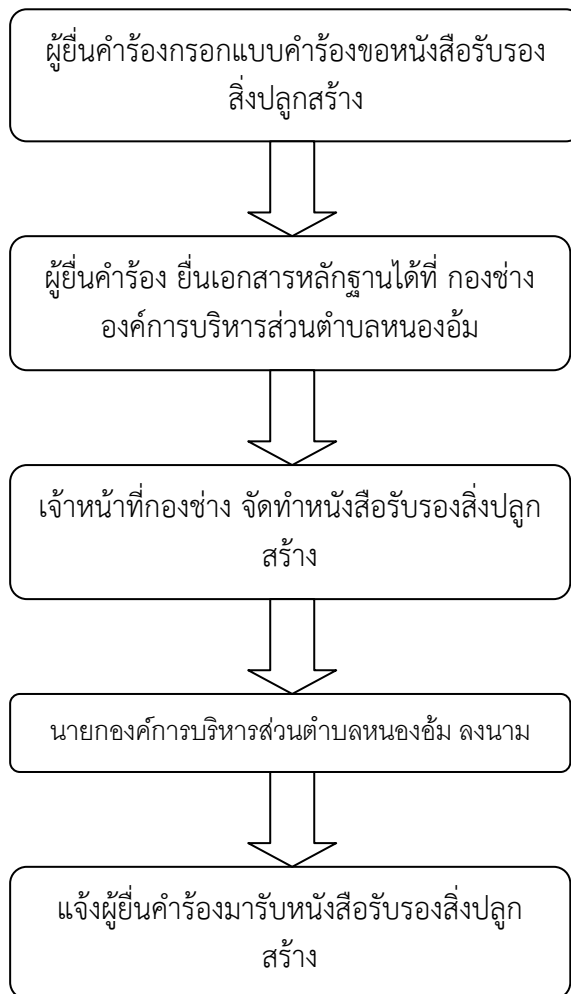 ผู้ยื่นคำร้องกรอกแบบคำร้องขอหนังสือรับรอง
สิ่งปลูกสร้าง
ผู้ยื่นคำร้อง ยื่นเอกสารหลักฐานได้ที่ กองช่าง
องค์การบริหารส่วนตำบลหนองอ้ม
เจ้าหน้าที่กองช่าง จัดทำหนังสือรับรองสิ่งปลูก
สร้าง
นายกองค์การบริหารส่วนตำบลหนองอ้ม ลงนาม
แจ้งผู้ยื่นคำร้องมารับหนังสือรับรองสิ่งปลูก
สร้าง